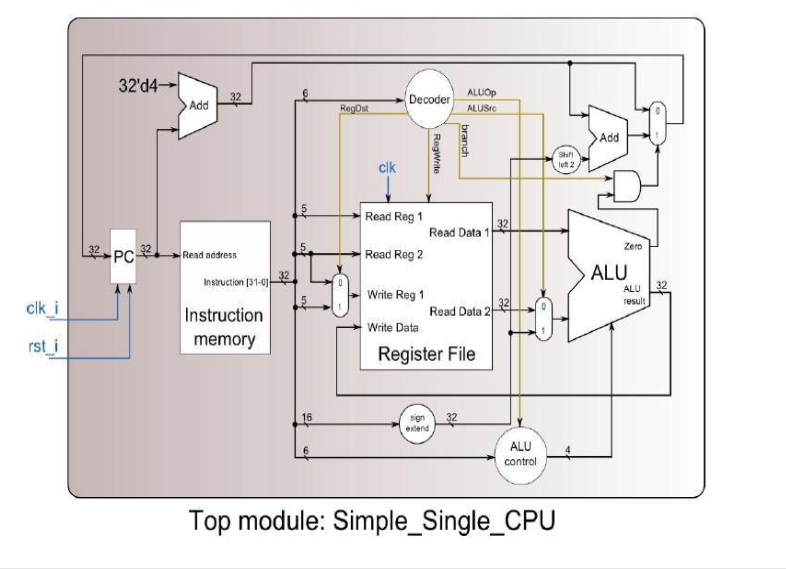 32'd4
Add
32
6
Decoder
ALUOp
ALUSrc
RegDst
RegWrite
branch
0
1
Add
Shift
left 2
clk
5
Read Reg 1
Read Data 1
32
Zero
32
PC
32
Read address
5
Read Reg 2
ALU
Instruction [31-0]
32
0
1
Write Reg 1
ALU
result
32
5
Read Data 2
32
0
1
clk_i
Instruction
memory
Write Data
rst_i
Register File
16
sign
extend
32
6
ALU
control
4
Top module: Simple_Single_CPU